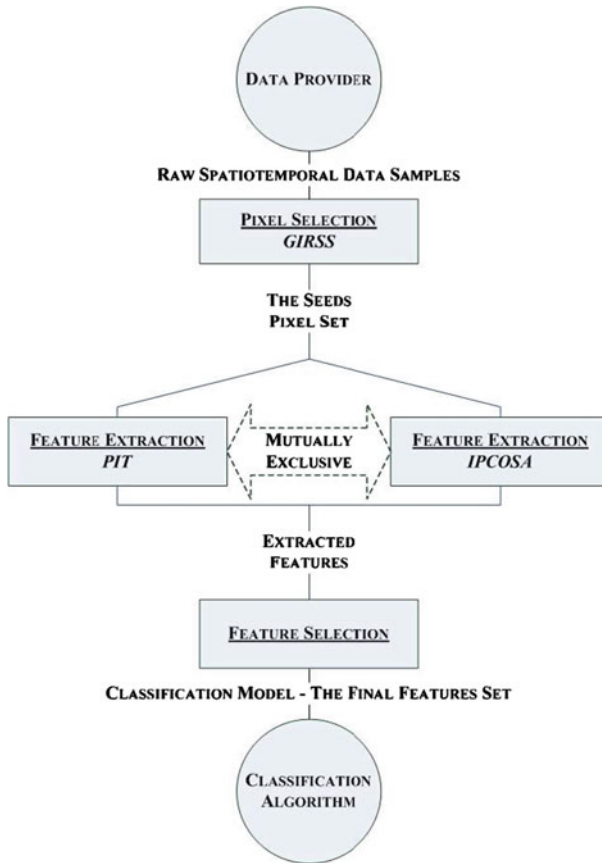 DATA PROVIDER
RAW SPATIOTEMPORAL DATA SAMPLES
PIXEL SELECTION
GIRSS
THE SEEDS
PIXEL SET
FEATURE EXTRACTION
PIT
MUTUALLY
EXCLUSIVE
FEATURE EXTRACTION
IPCOSA
EXTRACTED
FEATURES
FEATURE SELECTION
CLASSIFICATION MODEL - THE FINAL FEATURES SET
CLASSIFICATION
ALGORITHM